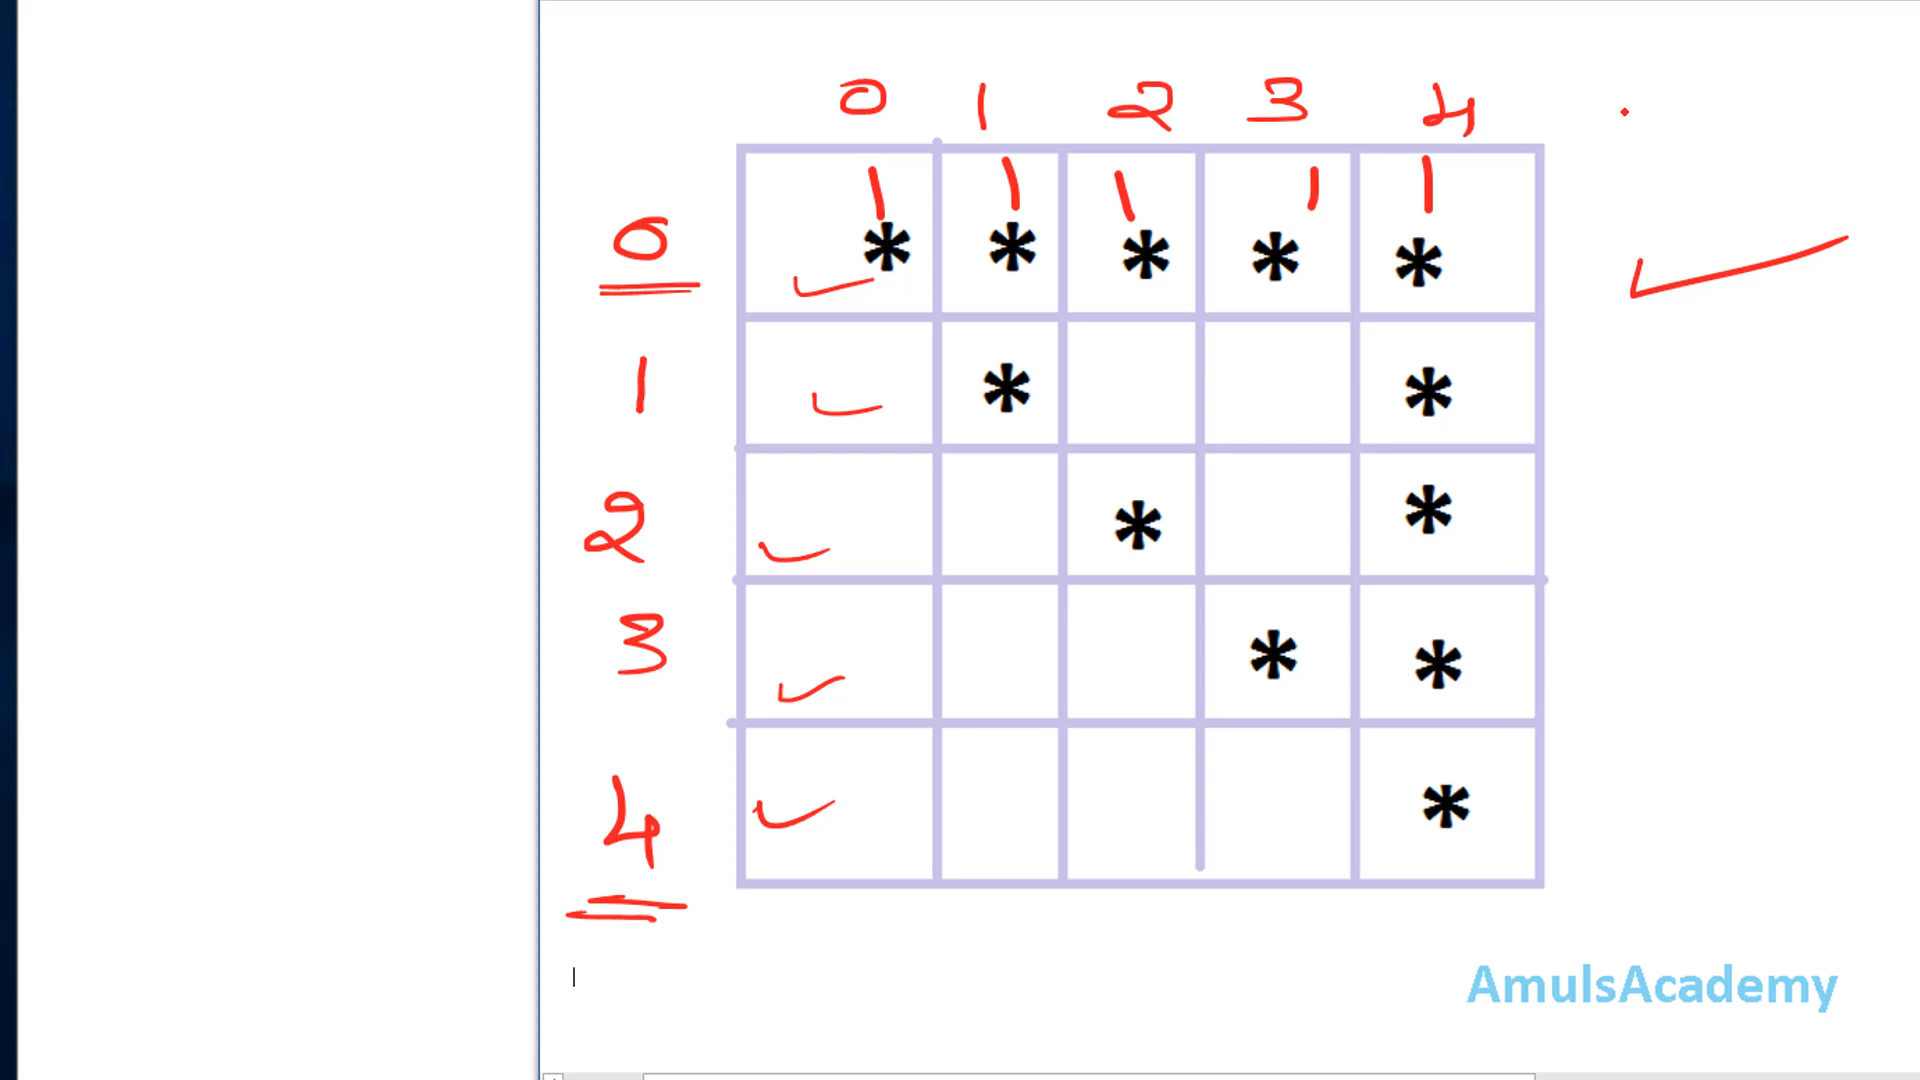 0 1 2 3 4
0 * * * * *
1 * *
2 * *
3 * *
4 *
AmulsAcademy